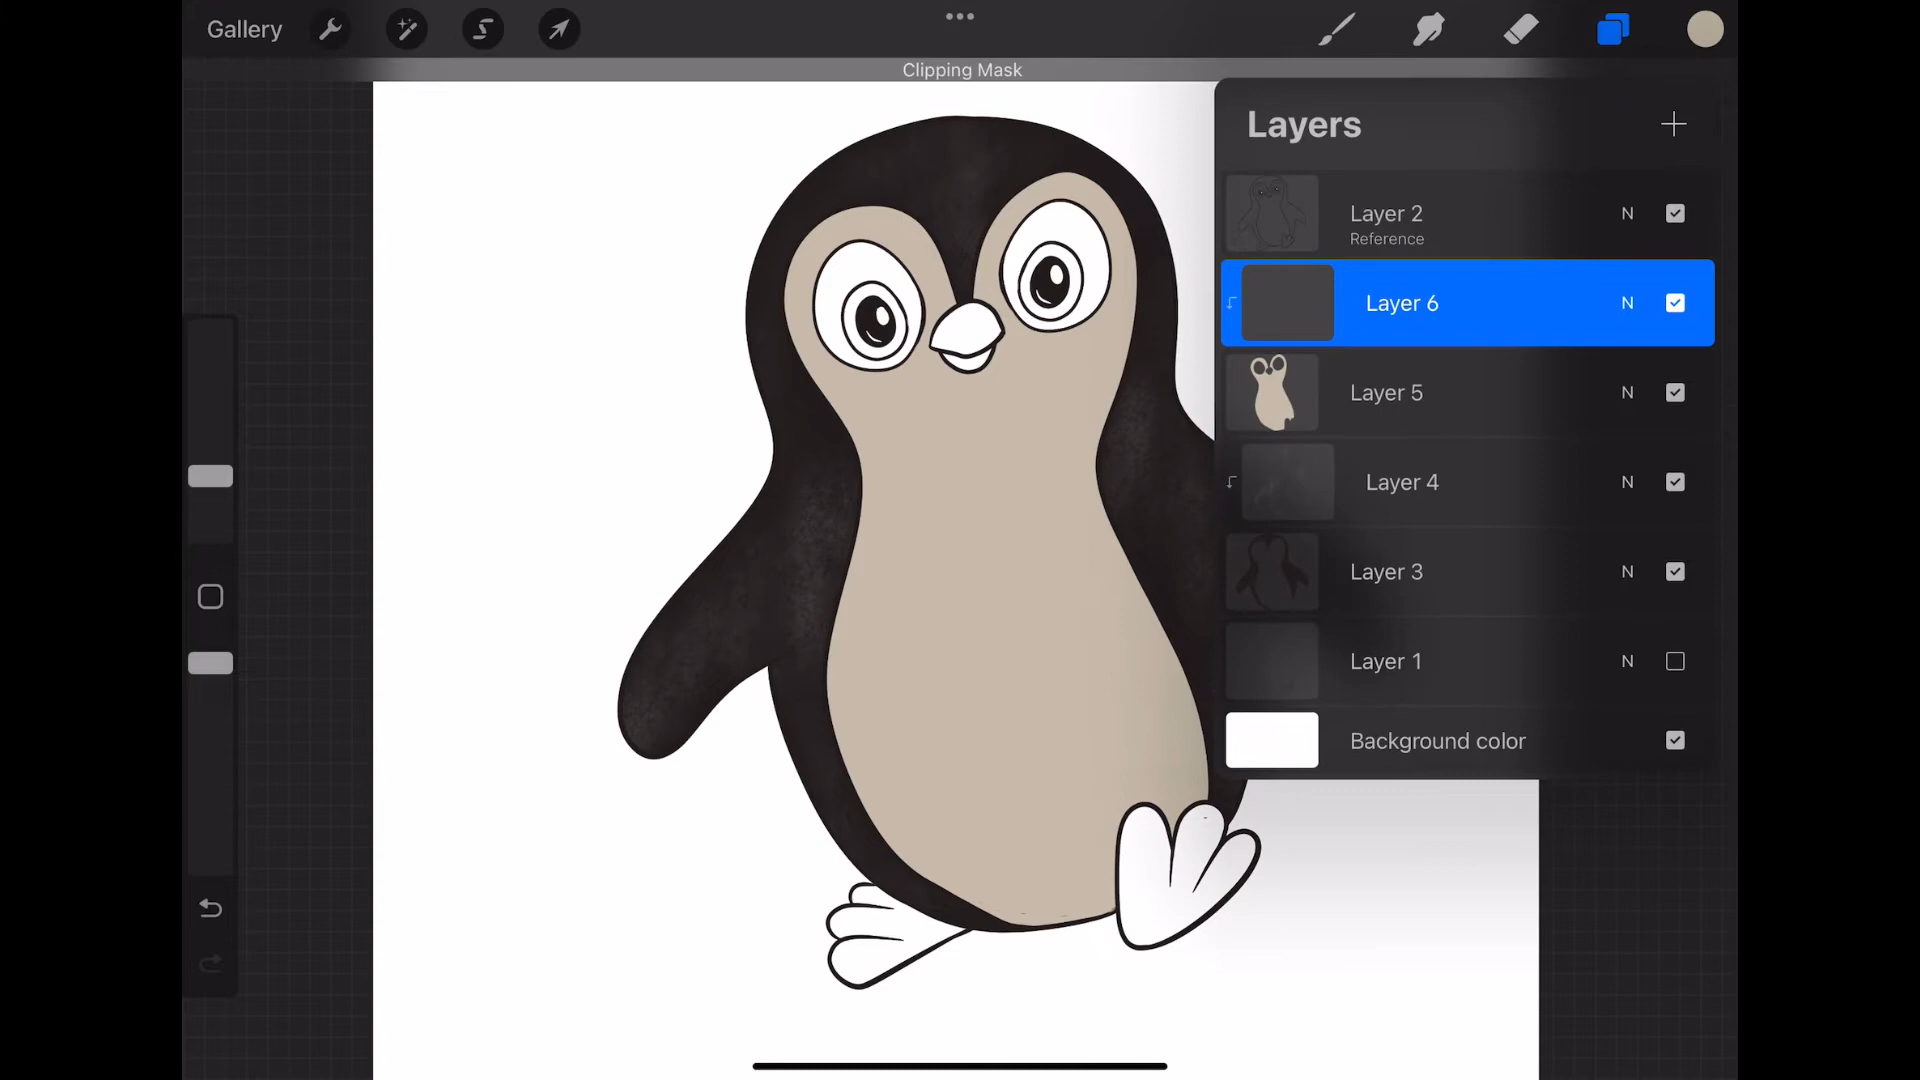 Gallery
Clipping Mask
Layers
Layer 2 N
Reference
Layer 6 N
Layer 5 N
Layer 4 N
Layer 3 N
Layer 1 N
Background color